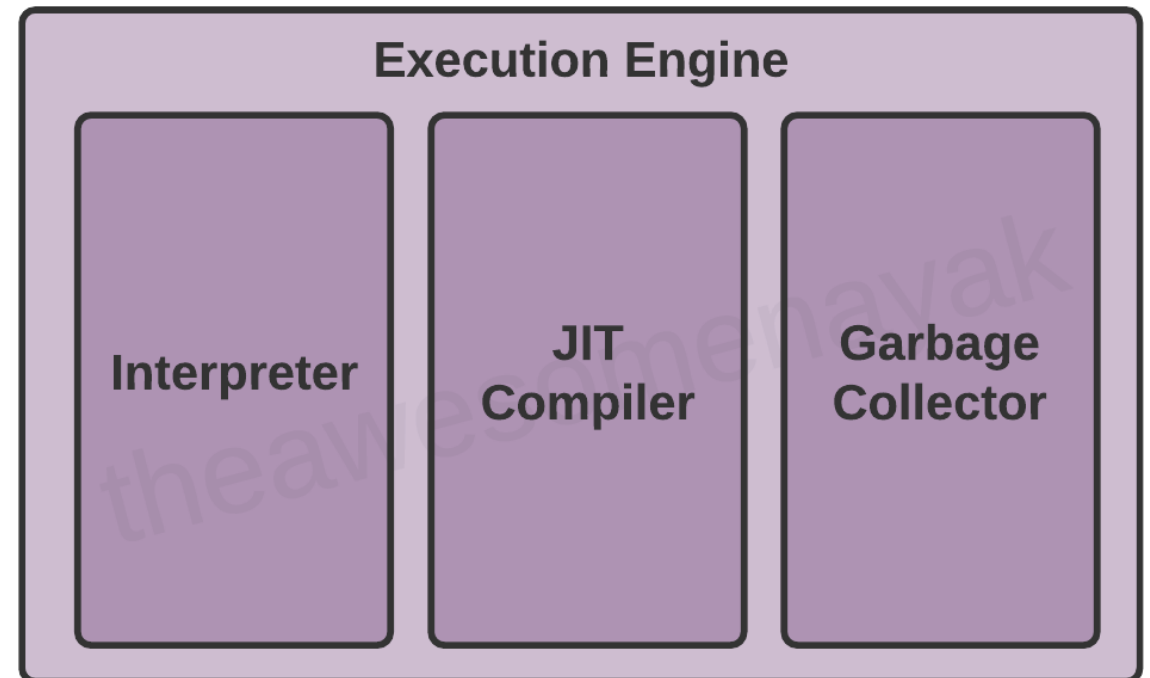 Execution Engine
Interpreter
JIT
Compiler
Garbage
Collector
theawesomenayak